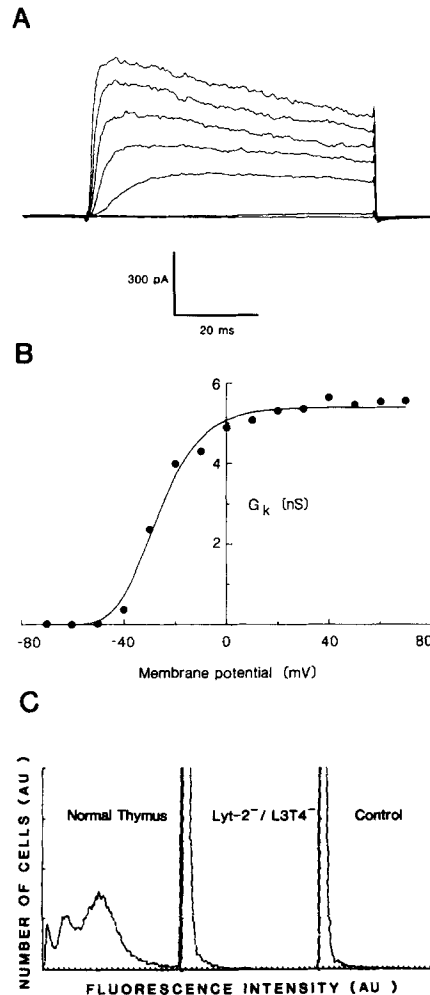 A
300 pA
20 ms
B
6
4
G k (nS)
2
-80
-40
0
40
80
Membrane potential (mV)
C
NUMBER OF CELLS (AU)
Normal Thymus
Lyt-2⁻/ L3T4⁻
Control
FLUORESCENCE INTENSITY (AU)